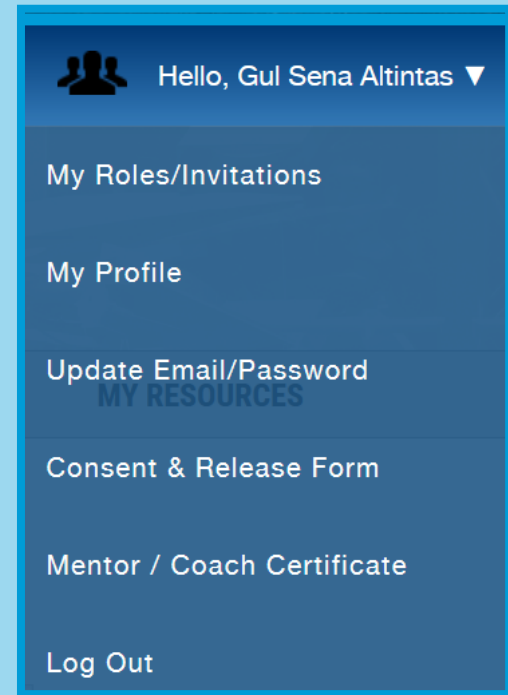 Hello, Gul Sena Altintas ▼
My Roles/Invitations
My Profile
Update Email/Password
MY RESOURCES
Consent & Release Form
Mentor / Coach Certificate
Log Out